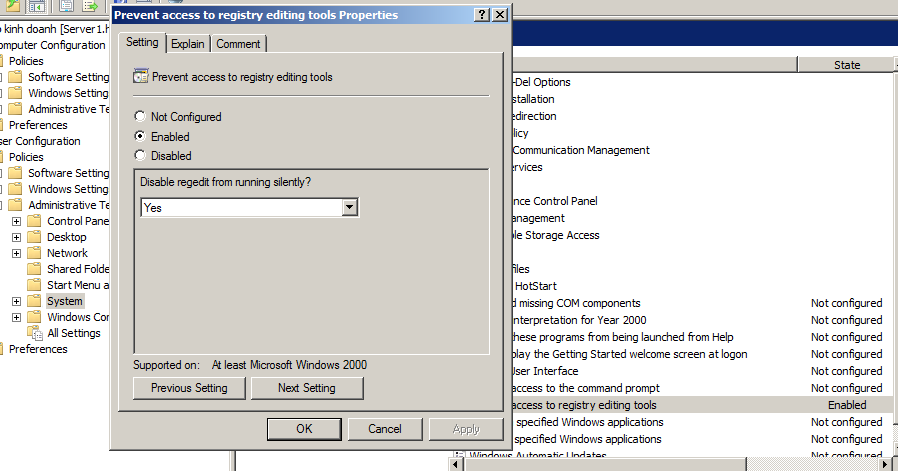 Prevent access to registry editing tools Properties
Setting
Explain
Comment
Prevent access to registry editing tools
Not Configured
Enabled
Disabled
Disable regedit from running silently?
Yes
Supported on: At least Microsoft Windows 2000
Previous Setting
Next Setting
OK
Cancel
Apply
kinh doanh [Server1.h
omputer Configuration
Policies
Software Setting
Windows Setting
Administrative Te
Preferences
ser Configuration
Policies
Software Setting
Windows Setting
Administrative Te
Control Pane
Desktop
Network
Shared Folde
Start Menu a
System
Windows Con
All Settings
Preferences
State
-Del Options
stallation
edirection
licy
Communication Management
ervices
nce Control Panel
anagement
le Storage Access
files
HotStart
d missing COM components Not configured
nterpretation for Year 2000 Not configured
these programs from being launched from Help Not configured
play the Getting Started welcome screen at logon Not configured
User Interface Not configured
access to the command prompt Not configured
access to registry editing tools Enabled
specified Windows applications Not configured
specified Windows applications Not configured
Windows Automatic Updates Not configured